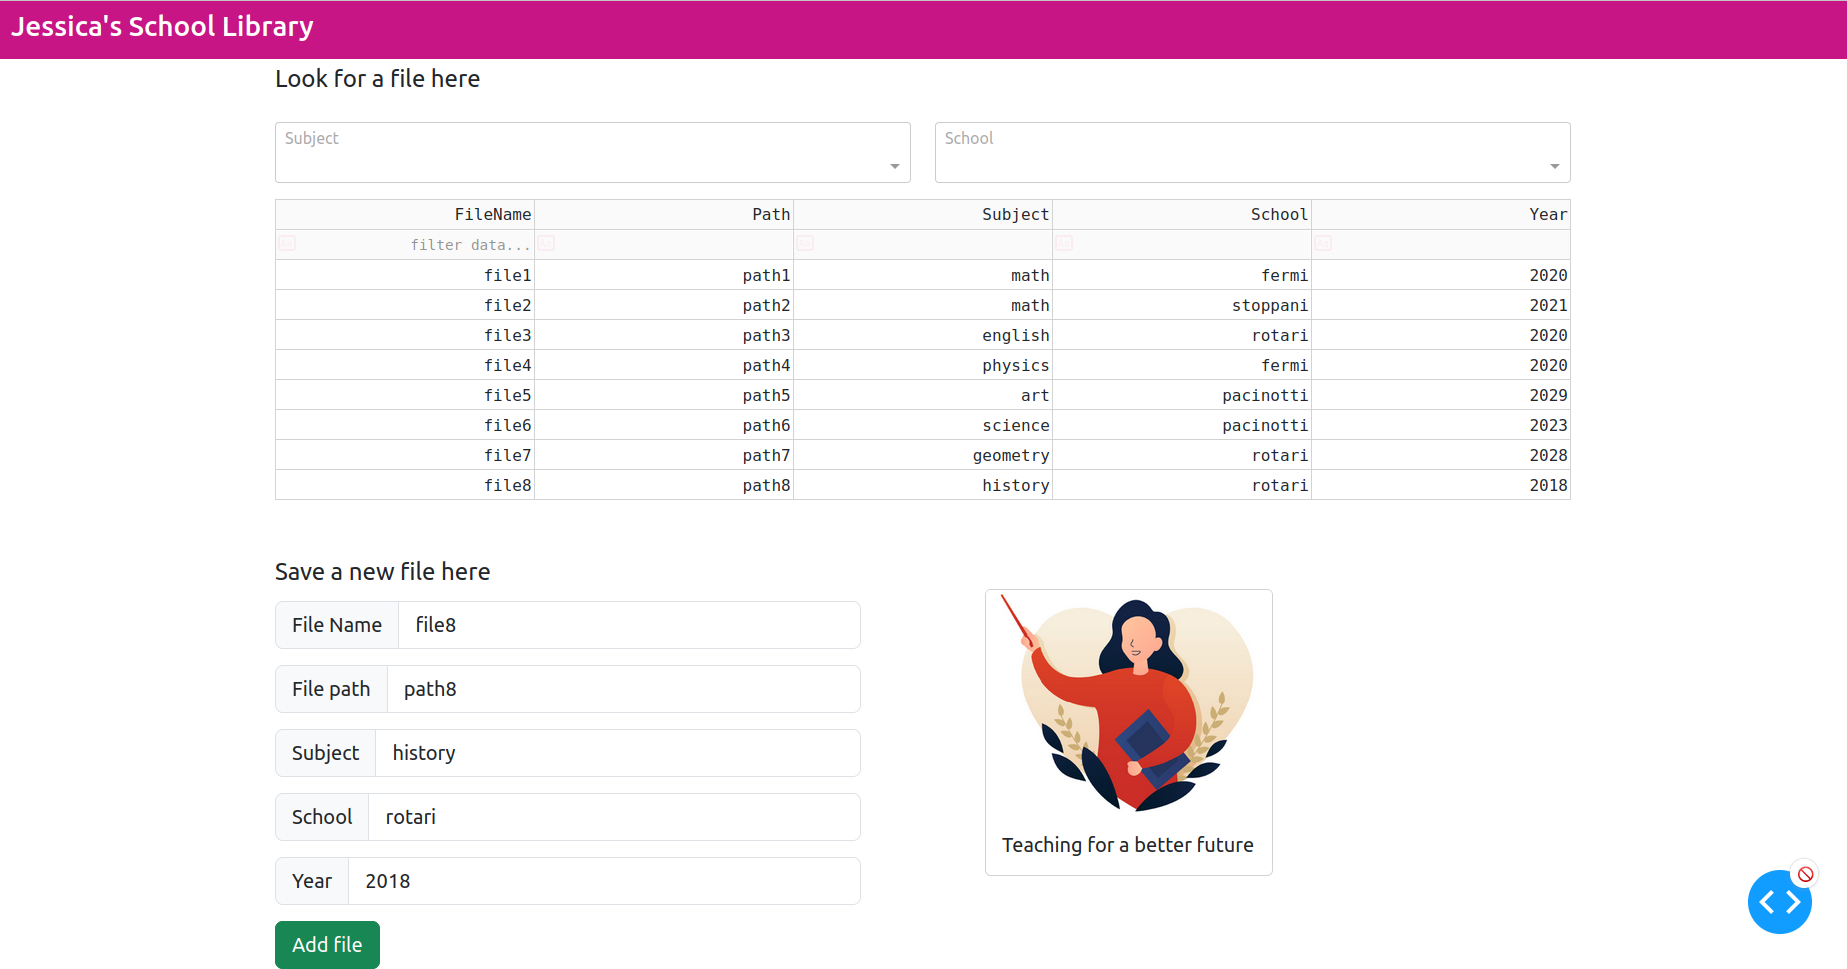 Jessica's School Library
Look for a file here
Subject School
FileName Path Subject School Year
filter data...
file1 path1 math fermi 2020
file2 path2 math stoppani 2021
file3 path3 english rotari 2020
file4 path4 physics fermi 2020
file5 path5 art pacinotti 2029
file6 path6 science pacinotti 2023
file7 path7 geometry rotari 2028
file8 path8 history rotari 2018
Save a new file here
File Name file8
File path path8
Subject history
School rotari
Year 2018
Add file
Teaching for a better future